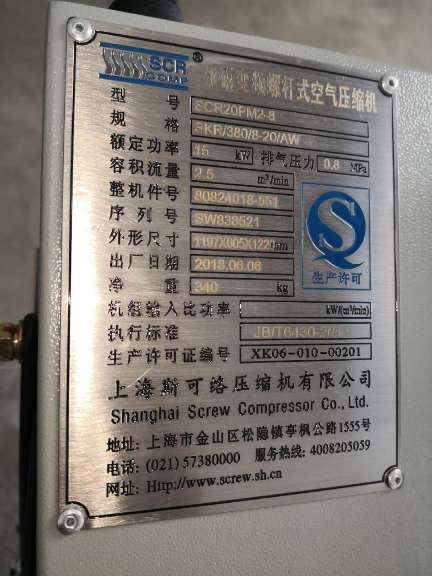 SCR
COMP
®
永磁变频螺杆式空气压缩机
型 号 SCR20PM2-8
规 格 SKR/380/8-20/AW
额定功率 15 kW 排气压力 0.8 MPa
容积流量 2.5 m³/min
整机件号 80824018-551
序列号 SW838521
外形尺寸 1197X805X1220mm
出厂日期 2018.06.06
净 重 340 kg
机组输入比功率 kW/(m³/min)
执行标准 JB/T6430-
生产许可证编号 XK06-010-00201
生产许可
上海斯可络压缩机有限公司
Shanghai Screw Compressor Co., Ltd.
地址: 上海市金山区松隐镇亭枫公路1555号
电话: (021) 57380000 服务热线: 4008205059
网址: Http://www.screw.sh.cn